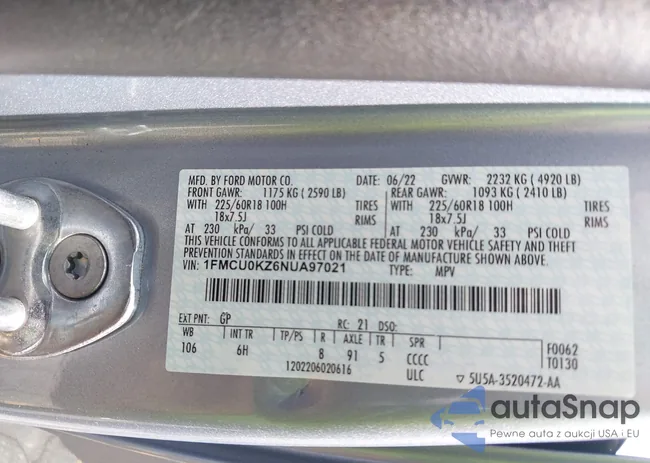 MFD. BY FORD MOTOR CO. DATE: 06/22 GVWR: 2232 KG ( 4920 LB)
FRONT GAWR: 1175 KG ( 2590 LB) REAR GAWR: 1093 KG ( 2410 LB)
WITH 225/60R18 100H TIRES WITH 225/60R18 100H TIRES
18x7.5J RIMS 18x7.5J RIMS
AT 230 kPa/ 33 PSI COLD AT 230 kPa/ 33 PSI COLD
THIS VEHICLE CONFORMS TO ALL APPLICABLE FEDERAL MOTOR VEHICLE SAFETY AND THEFT
PREVENTION STANDARDS IN EFFECT ON THE DATE OF MANUFACTURE SHOWN ABOVE.
VIN: 1FMCU0KZ6NUA97021 TYPE: MPV
EXT PNT: GP RC: 21 DSO:
WB INT TR TP/PS R AXLE TR SPR F0062
106 6H 8 91 5 CCCC T0130
1202206020616 ULC ▽ 5U5A-3520472-AA
autaSnap
Pewne auta z aukcji USA i EU